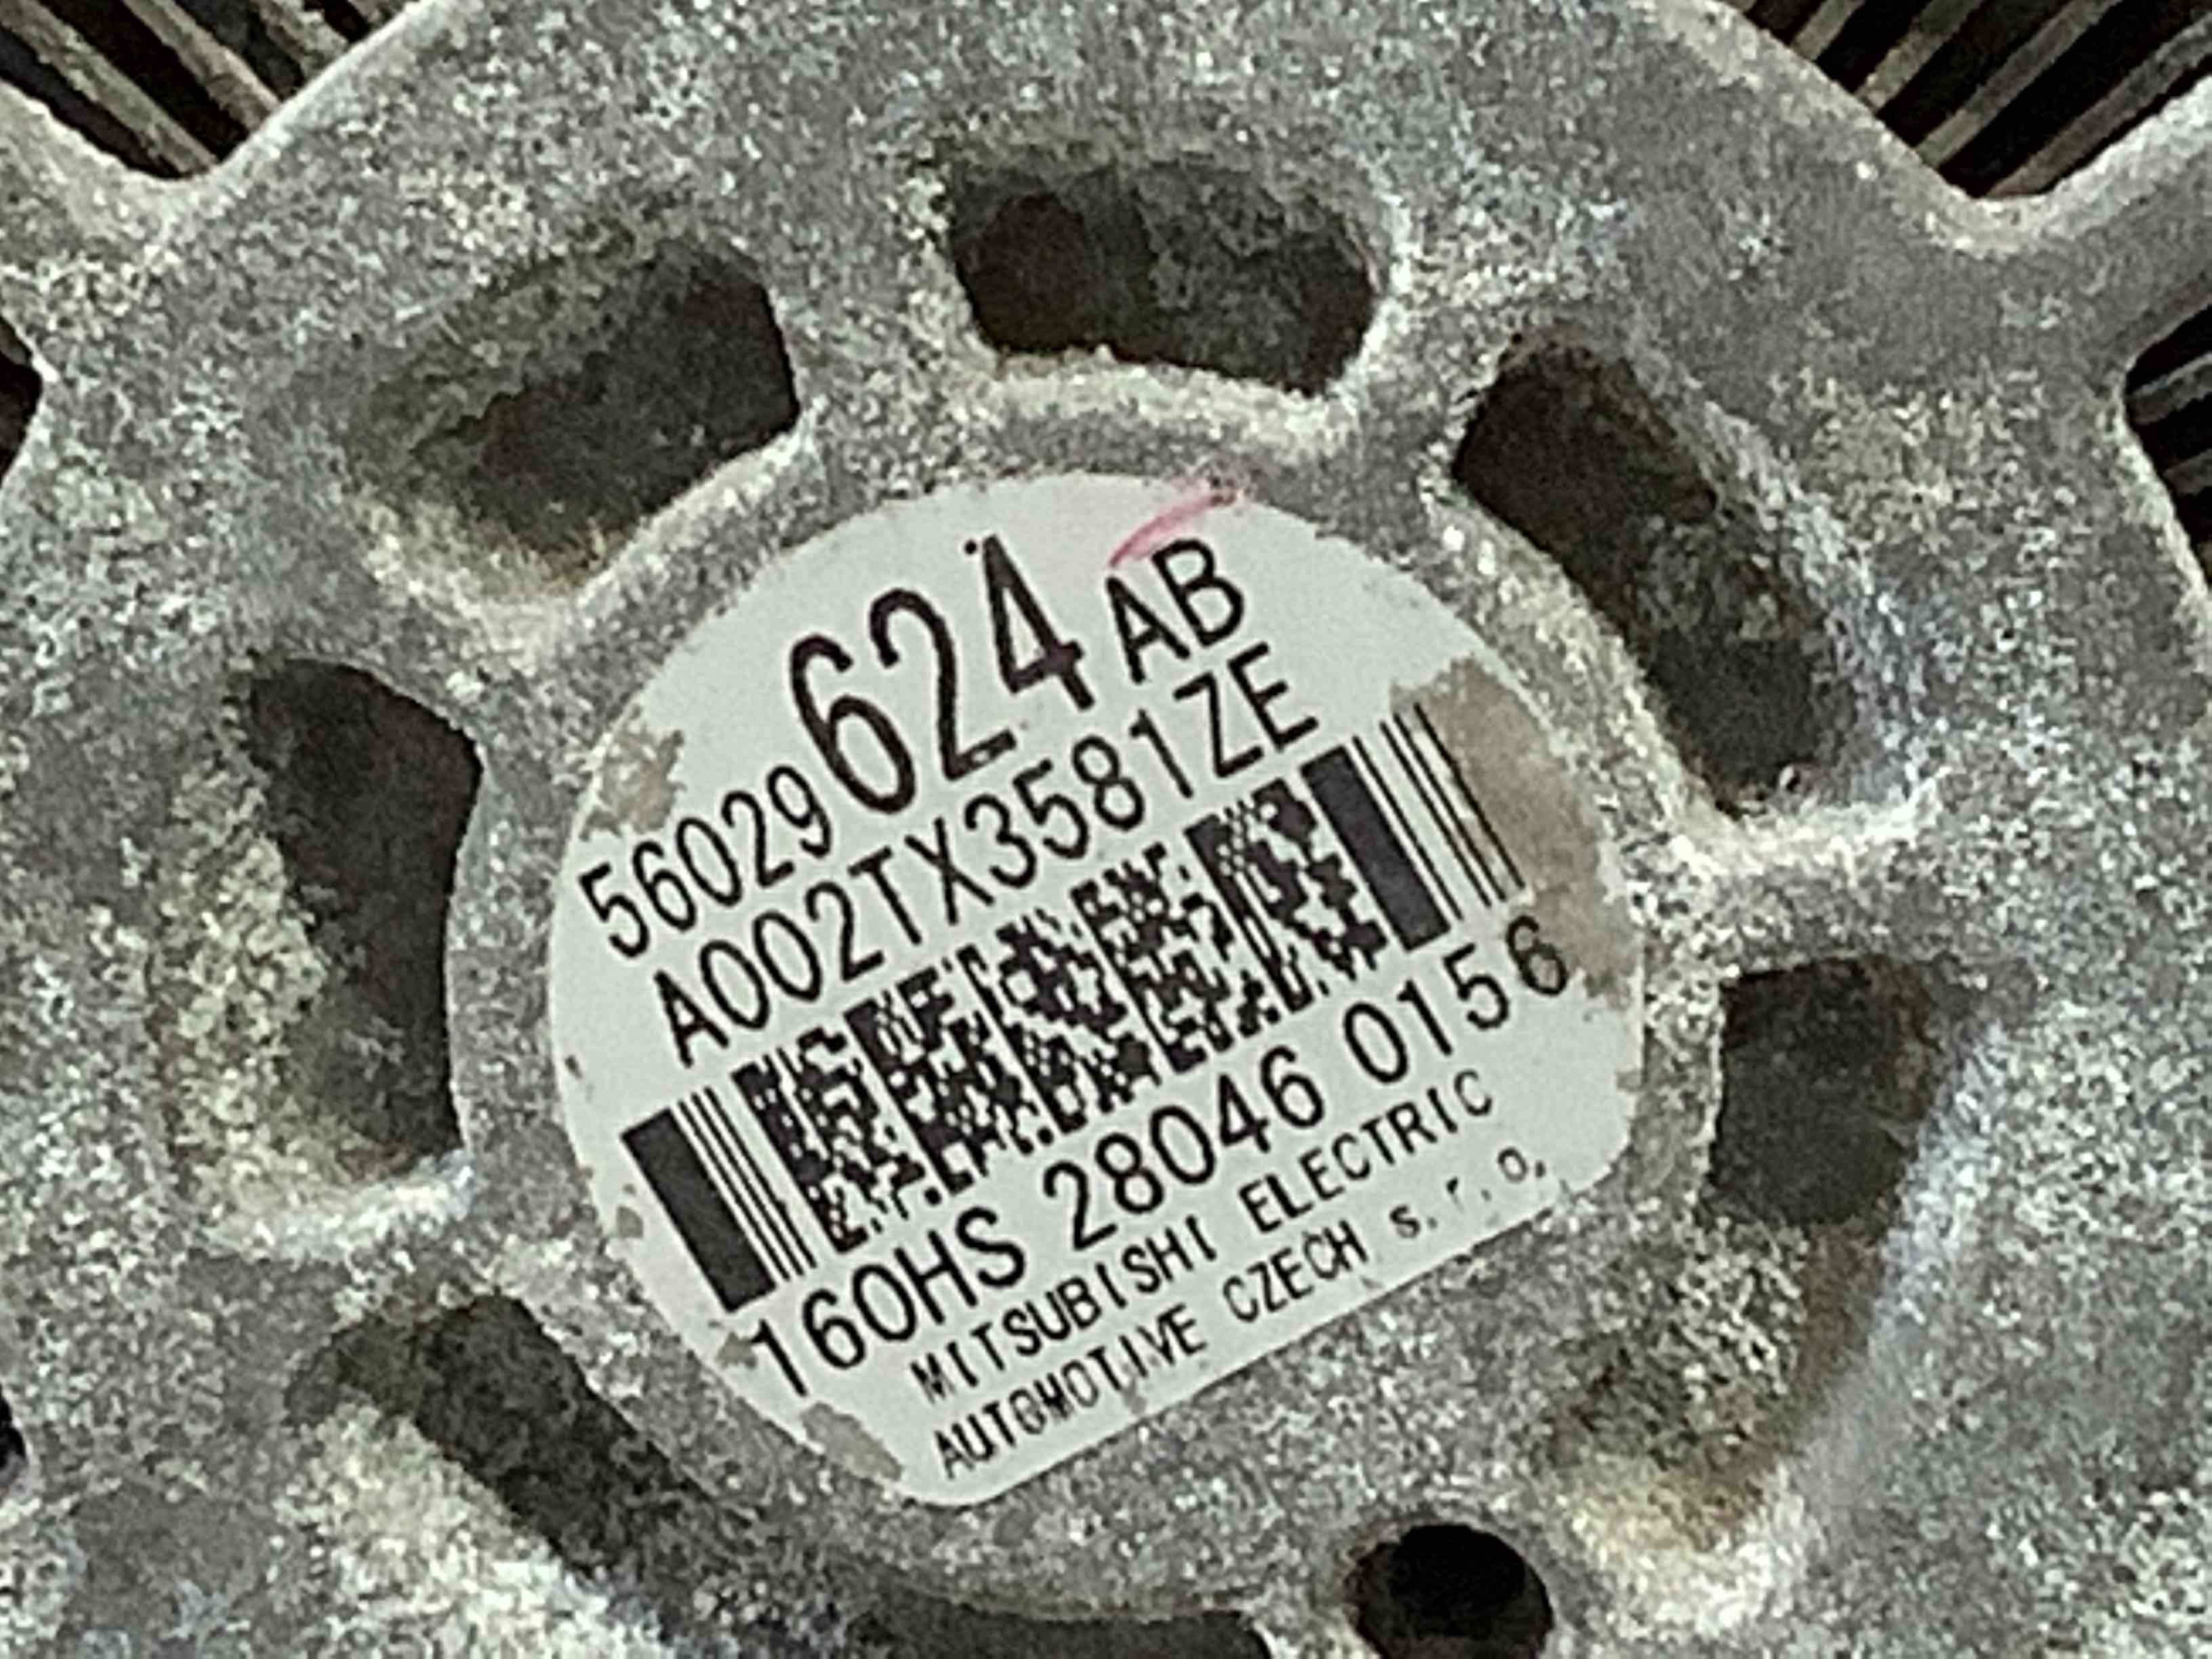 56029624AB
A002TX3581ZE
160HS 28046 0156
MITSUBISHI ELECTRIC
AUTOMOTIVE CZECH s.r.o.